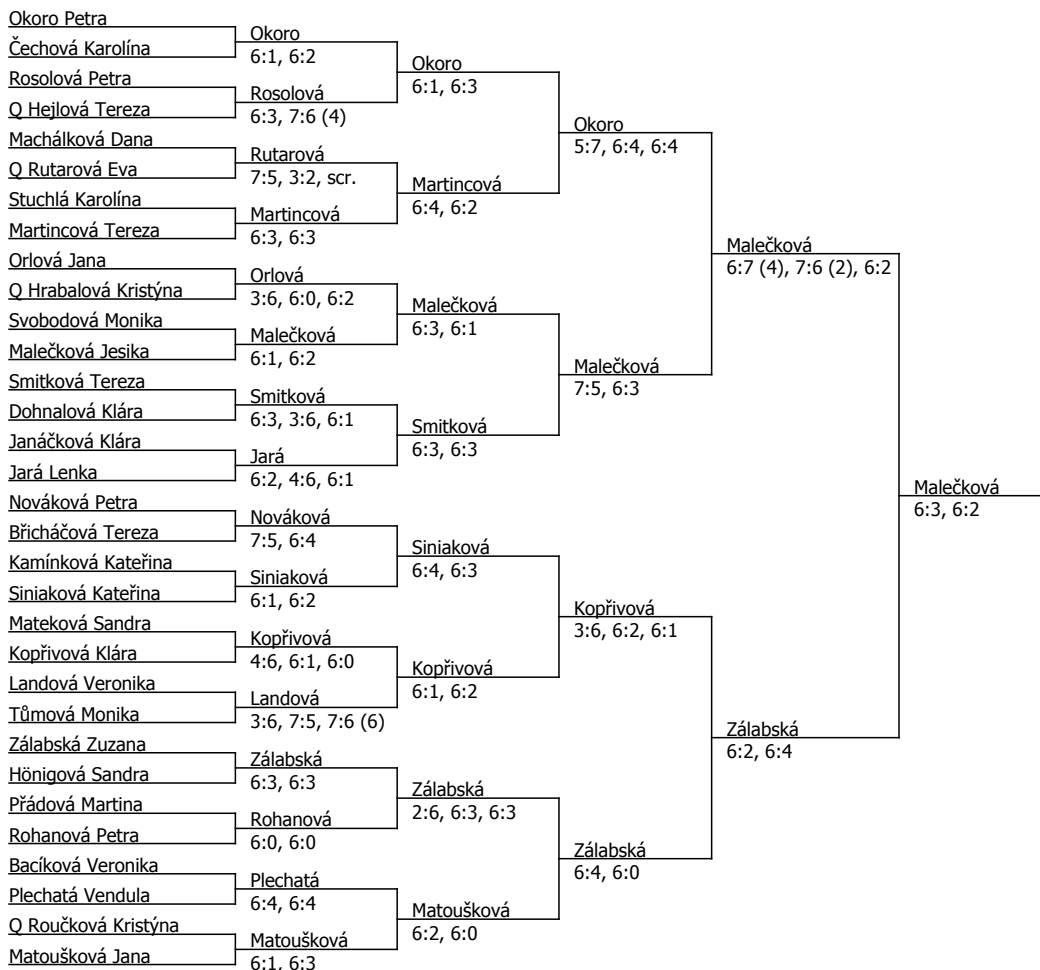 Okoro Petra
Čechová Karolína
Rosolová Petra
Q Hejlová Tereza
Machálková Dana
Q Rutarová Eva
Stuchlá Karolína
Martincová Tereza
Orlová Jana
Q Hrabalová Kristýna
Svobodová Monika
Malečková Jesika
Smitková Tereza
Dohnalová Klára
Janáčková Klára
Jará Lenka
Nováková Petra
Břicháčová Tereza
Kamínková Kateřina
Siniaková Kateřina
Mateková Sandra
Kopřivová Klára
Landová Veronika
Tůmová Monika
Zálabská Zuzana
Hönigová Sandra
Přádová Martina
Rohanová Petra
Bacíková Veronika
Plechatá Vendula
Q Roučková Kristýna
Matoušková Jana
Okoro
6:1, 6:2
Rosolová
6:3, 7:6 (4)
Rutarová
7:5, 3:2, scr.
Martincová
6:3, 6:3
Orlová
3:6, 6:0, 6:2
Malečková
6:1, 6:2
Smitková
6:3, 3:6, 6:1
Jará
6:2, 4:6, 6:1
Nováková
7:5, 6:4
Siniaková
6:1, 6:2
Kopřivová
4:6, 6:1, 6:0
Landová
3:6, 7:5, 7:6 (6)
Zálabská
6:3, 6:3
Rohanová
6:0, 6:0
Plechatá
6:4, 6:4
Matoušková
6:1, 6:3
Okoro
6:1, 6:3
Martincová
6:4, 6:2
Malečková
6:3, 6:1
Smitková
6:3, 6:3
Siniaková
6:4, 6:3
Kopřivová
6:1, 6:2
Zálabská
2:6, 6:3, 6:3
Matoušková
6:2, 6:0
Okoro
5:7, 6:4, 6:4
Malečková
7:5, 6:3
Kopřivová
3:6, 6:2, 6:1
Zálabská
6:4, 6:0
Malečková
6:7 (4), 7:6 (2), 6:2
Zálabská
6:2, 6:4
Malečková
6:3, 6:2